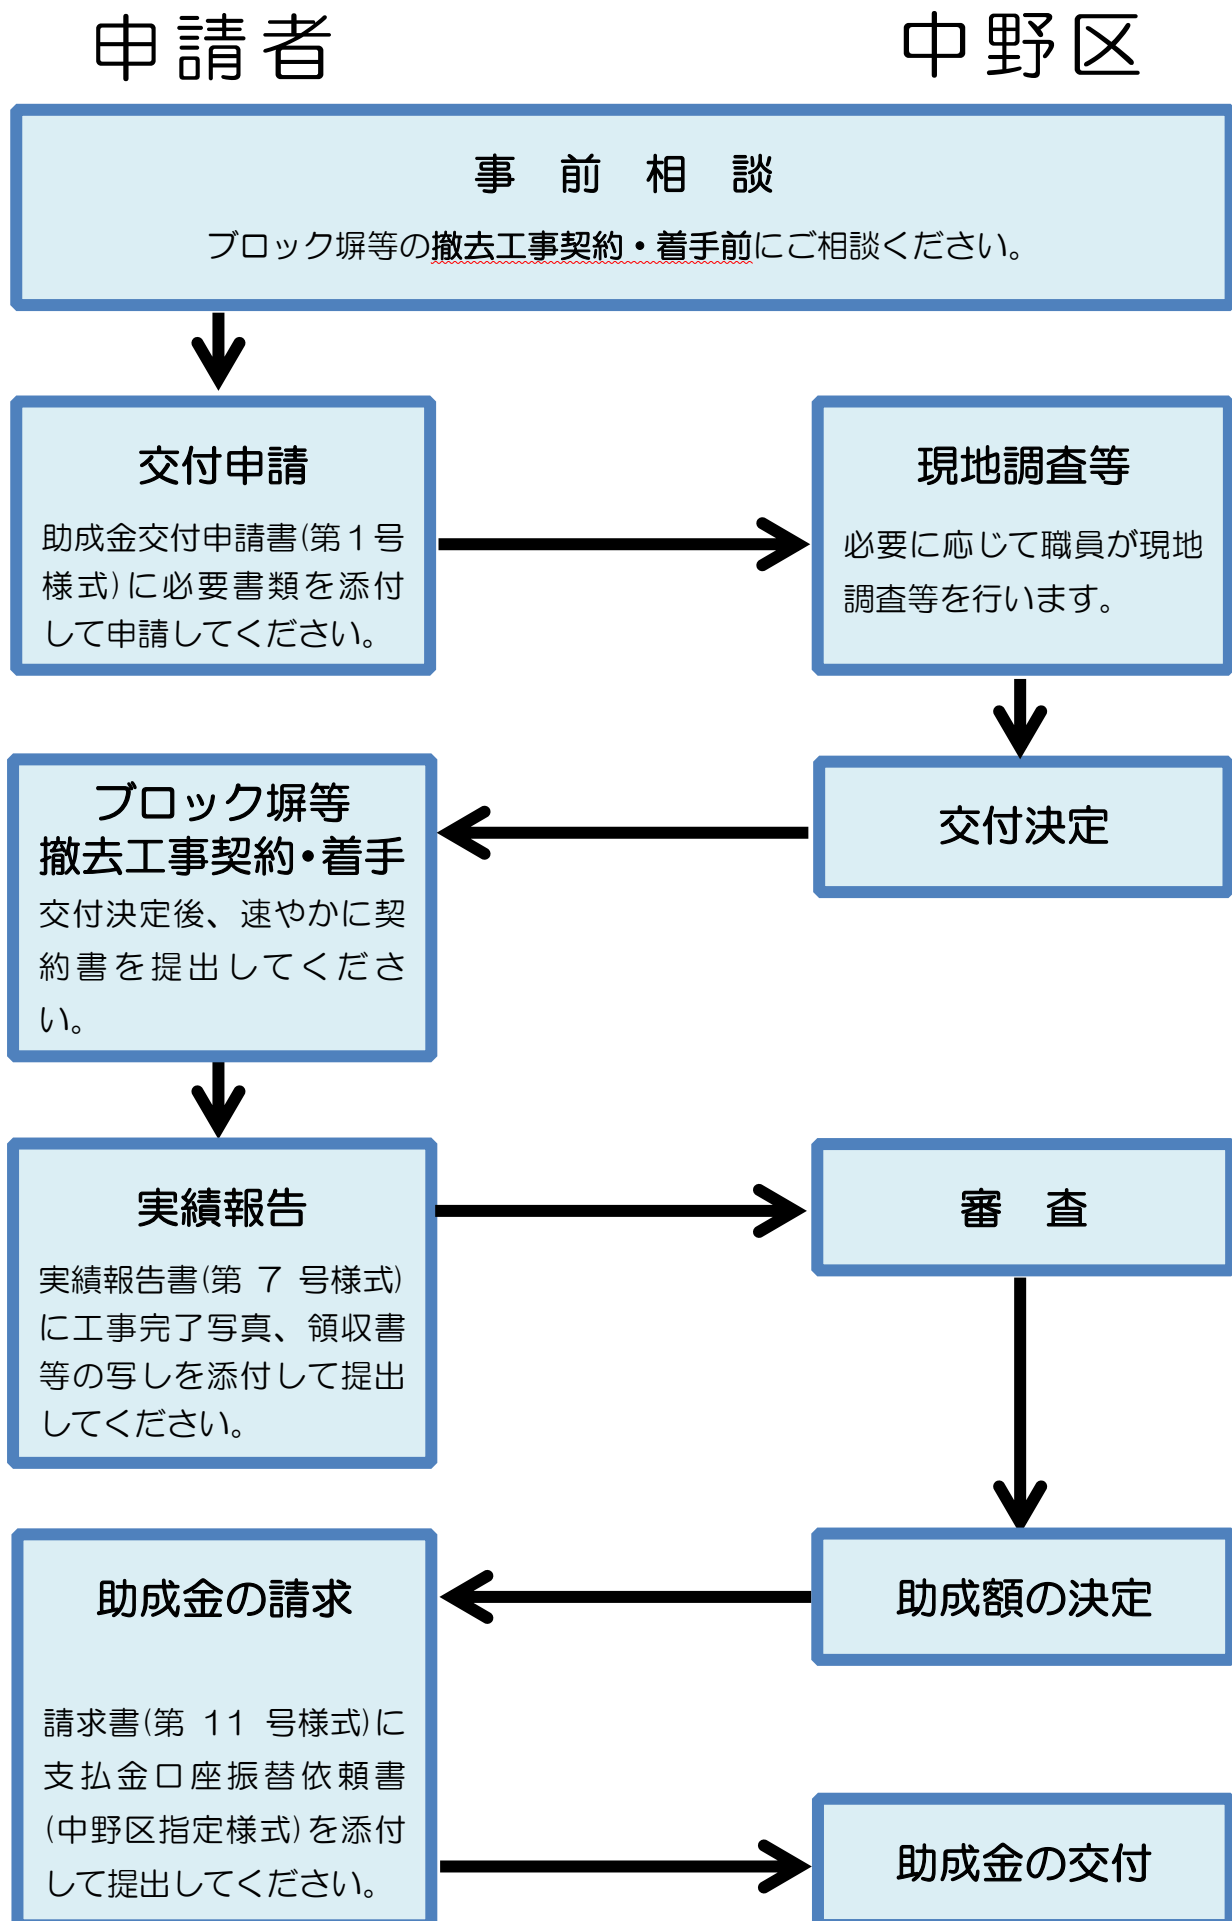 申請者
中野区
事　前　相　談
ブロック塀等の撤去工事契約・着手前にご相談ください。
交付申請
助成金交付申請書(第１号
様式)に必要書類を添付
して申請してください。
現地調査等
必要に応じて職員が現地
調査等を行います。
交付決定
ブロック塀等
撤去工事契約・着手
交付決定後、速やかに契
約書を提出してくださ
い。
実績報告
実績報告書(第 7 号様式)
に工事完了写真、領収書
等の写しを添付して提出
してください。
審　査
助成額の決定
助成金の請求
請求書(第 11 号様式)に
支払金口座振替依頼書
(中野区指定様式)を添付
して提出してください。
助成金の交付